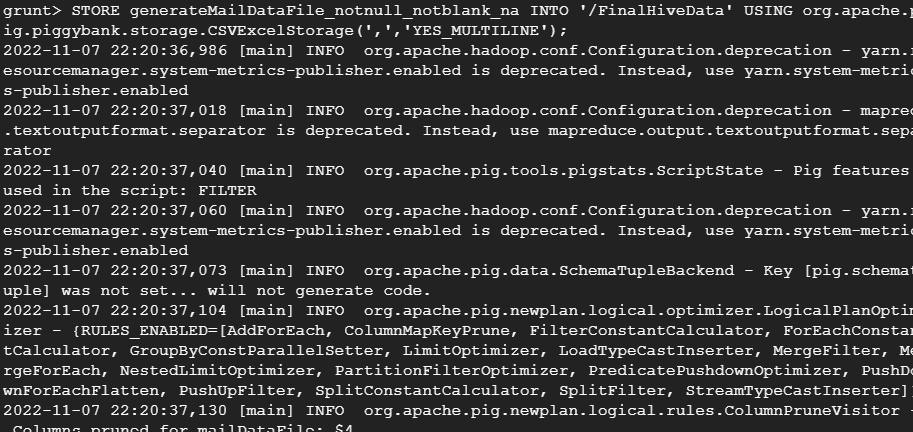 grunt> STORE generateMailDataFile_notnull_notblank_na INTO '/FinalHiveData' USING org.apache.p
ig.piggybank.storage.CSVExcelStorage(',','YES_MULTILINE');
2022-11-07 22:20:36,986 [main] INFO  org.apache.hadoop.conf.Configuration.deprecation - yarn.r
esourcemanager.system-metrics-publisher.enabled is deprecated. Instead, use yarn.system-metric
s-publisher.enabled
2022-11-07 22:20:37,018 [main] INFO  org.apache.hadoop.conf.Configuration.deprecation - mapred
.textoutputformat.separator is deprecated. Instead, use mapreduce.output.textoutputformat.sepa
rator
2022-11-07 22:20:37,040 [main] INFO  org.apache.pig.tools.pigstats.ScriptState - Pig features
used in the script: FILTER
2022-11-07 22:20:37,060 [main] INFO  org.apache.hadoop.conf.Configuration.deprecation - yarn.r
esourcemanager.system-metrics-publisher.enabled is deprecated. Instead, use yarn.system-metric
s-publisher.enabled
2022-11-07 22:20:37,073 [main] INFO  org.apache.pig.data.SchemaTupleBackend - Key [pig.schemat
uple] was not set... will not generate code.
2022-11-07 22:20:37,104 [main] INFO  org.apache.pig.newplan.logical.optimizer.LogicalPlanOptim
izer - {RULES_ENABLED=[AddForEach, ColumnMapKeyPrune, FilterConstantCalculator, ForEachConstan
tCalculator, GroupByConstParallelSetter, LimitOptimizer, LoadTypeCastInserter, MergeFilter, Me
rgeForEach, NestedLimitOptimizer, PartitionFilterOptimizer, PredicatePushdownOptimizer, PushDo
wnForEachFlatten, PushUpFilter, SplitConstantCalculator, SplitFilter, StreamTypeCastInserter]}
2022-11-07 22:20:37,130 [main] INFO  org.apache.pig.newplan.logical.rules.ColumnPruneVisitor -
Columns pruned for mailDataFile: $4